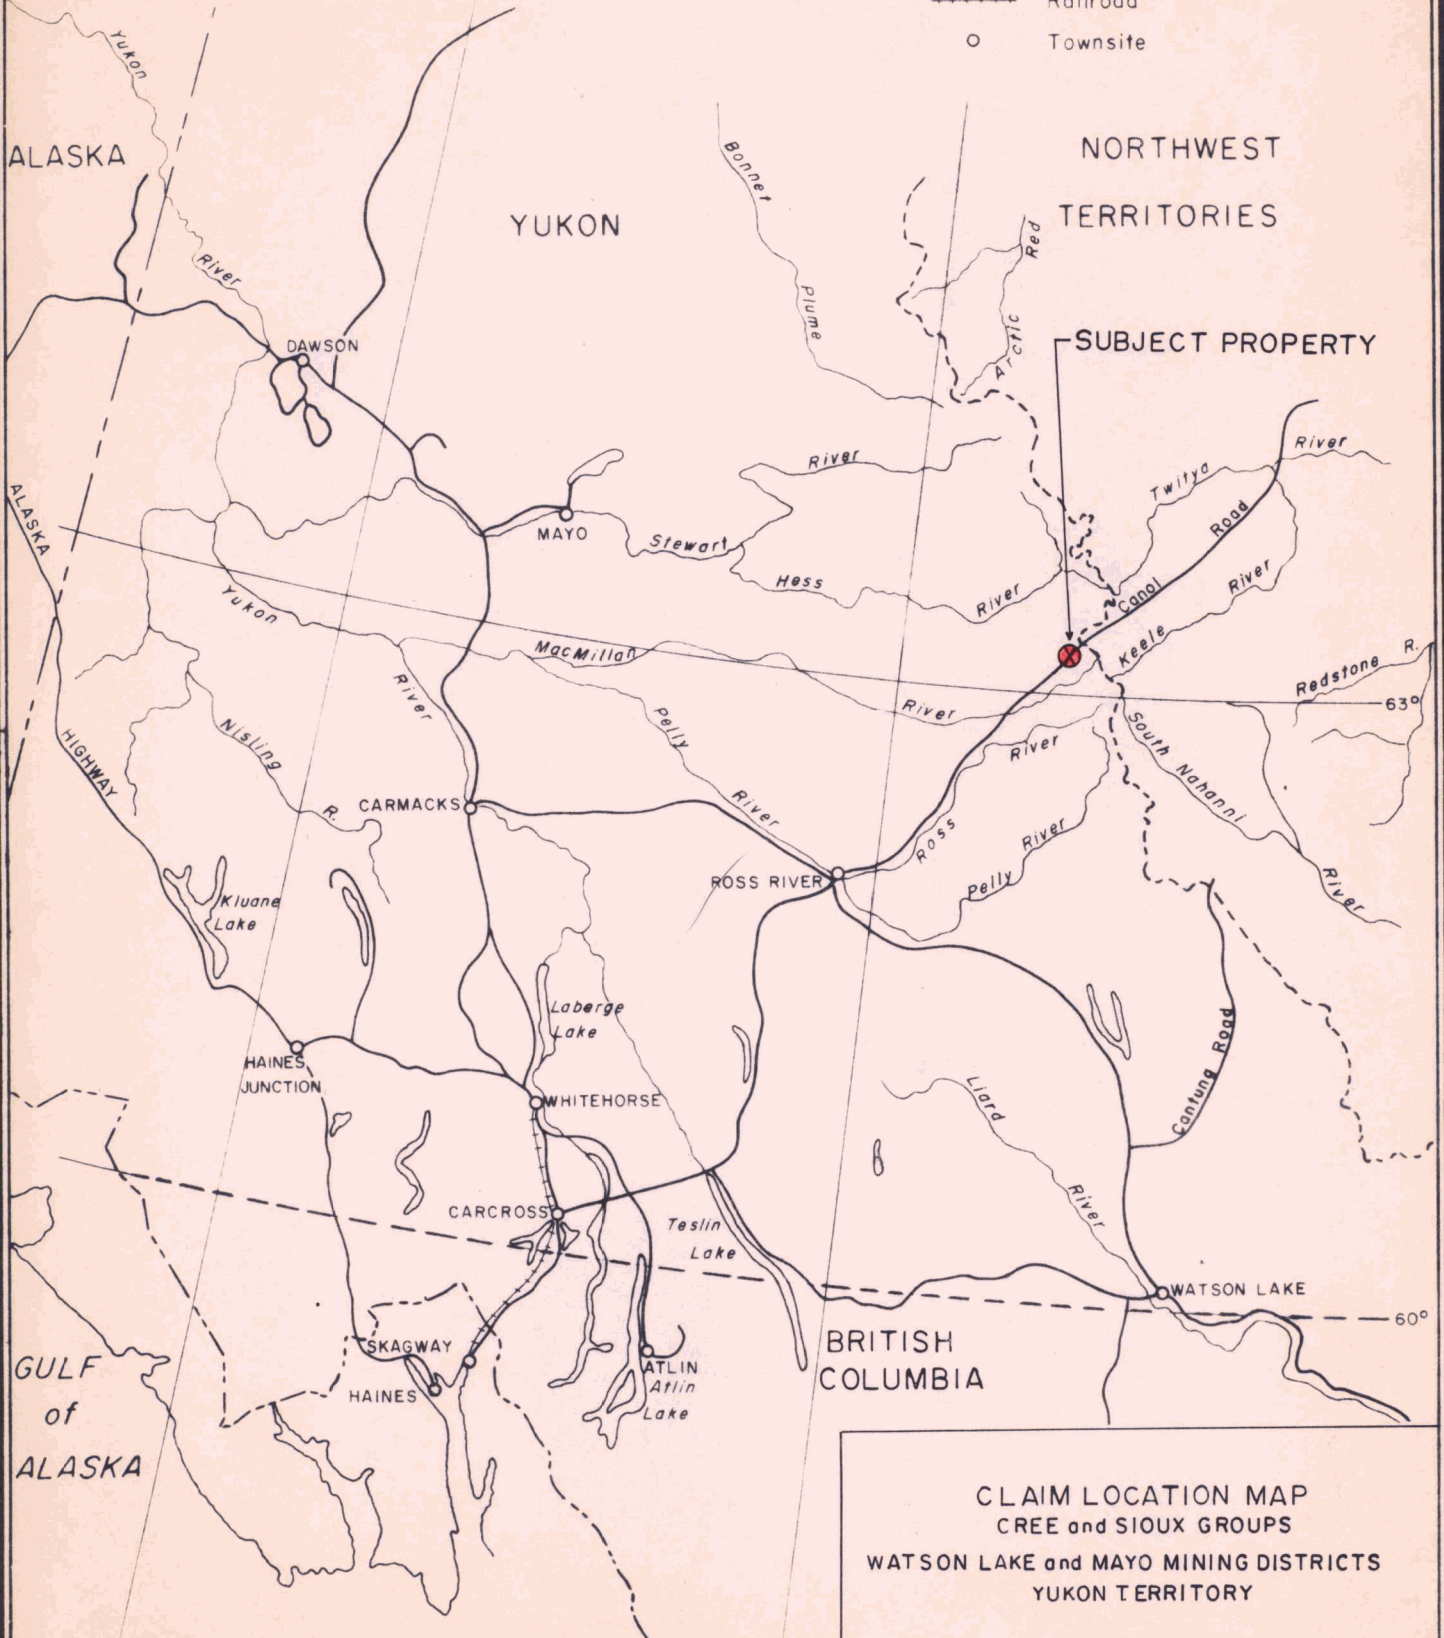 Railroad
Townsite
Yukon
River
ALASKA
YUKON
NORTHWEST
TERRITORIES
Bonnet
Plume
Red
Arctic
SUBJECT PROPERTY
DAWSON
ALASKA
HIGHWAY
MAYO
River
Stewart
Hess
River
Twitya
River
Canol
Road
Keele
River
Redstone R.
63°
Yukon
River
MacMillan
River
Pelly
River
River
Ross
River
Pelly
South Nahanni
River
Nisling
R.
CARMACKS
ROSS RIVER
Kluane
Lake
Laberge
Lake
HAINES
JUNCTION
WHITEHORSE
Liard
River
Cantung Road
CARCROSS
Teslin
Lake
WATSON LAKE
60°
SKAGWAY
HAINES
ATLIN
Atlin
Lake
BRITISH
COLUMBIA
GULF
of
ALASKA
CLAIM LOCATION MAP
CREE and SIOUX GROUPS
WATSON LAKE and MAYO MINING DISTRICTS
YUKON TERRITORY